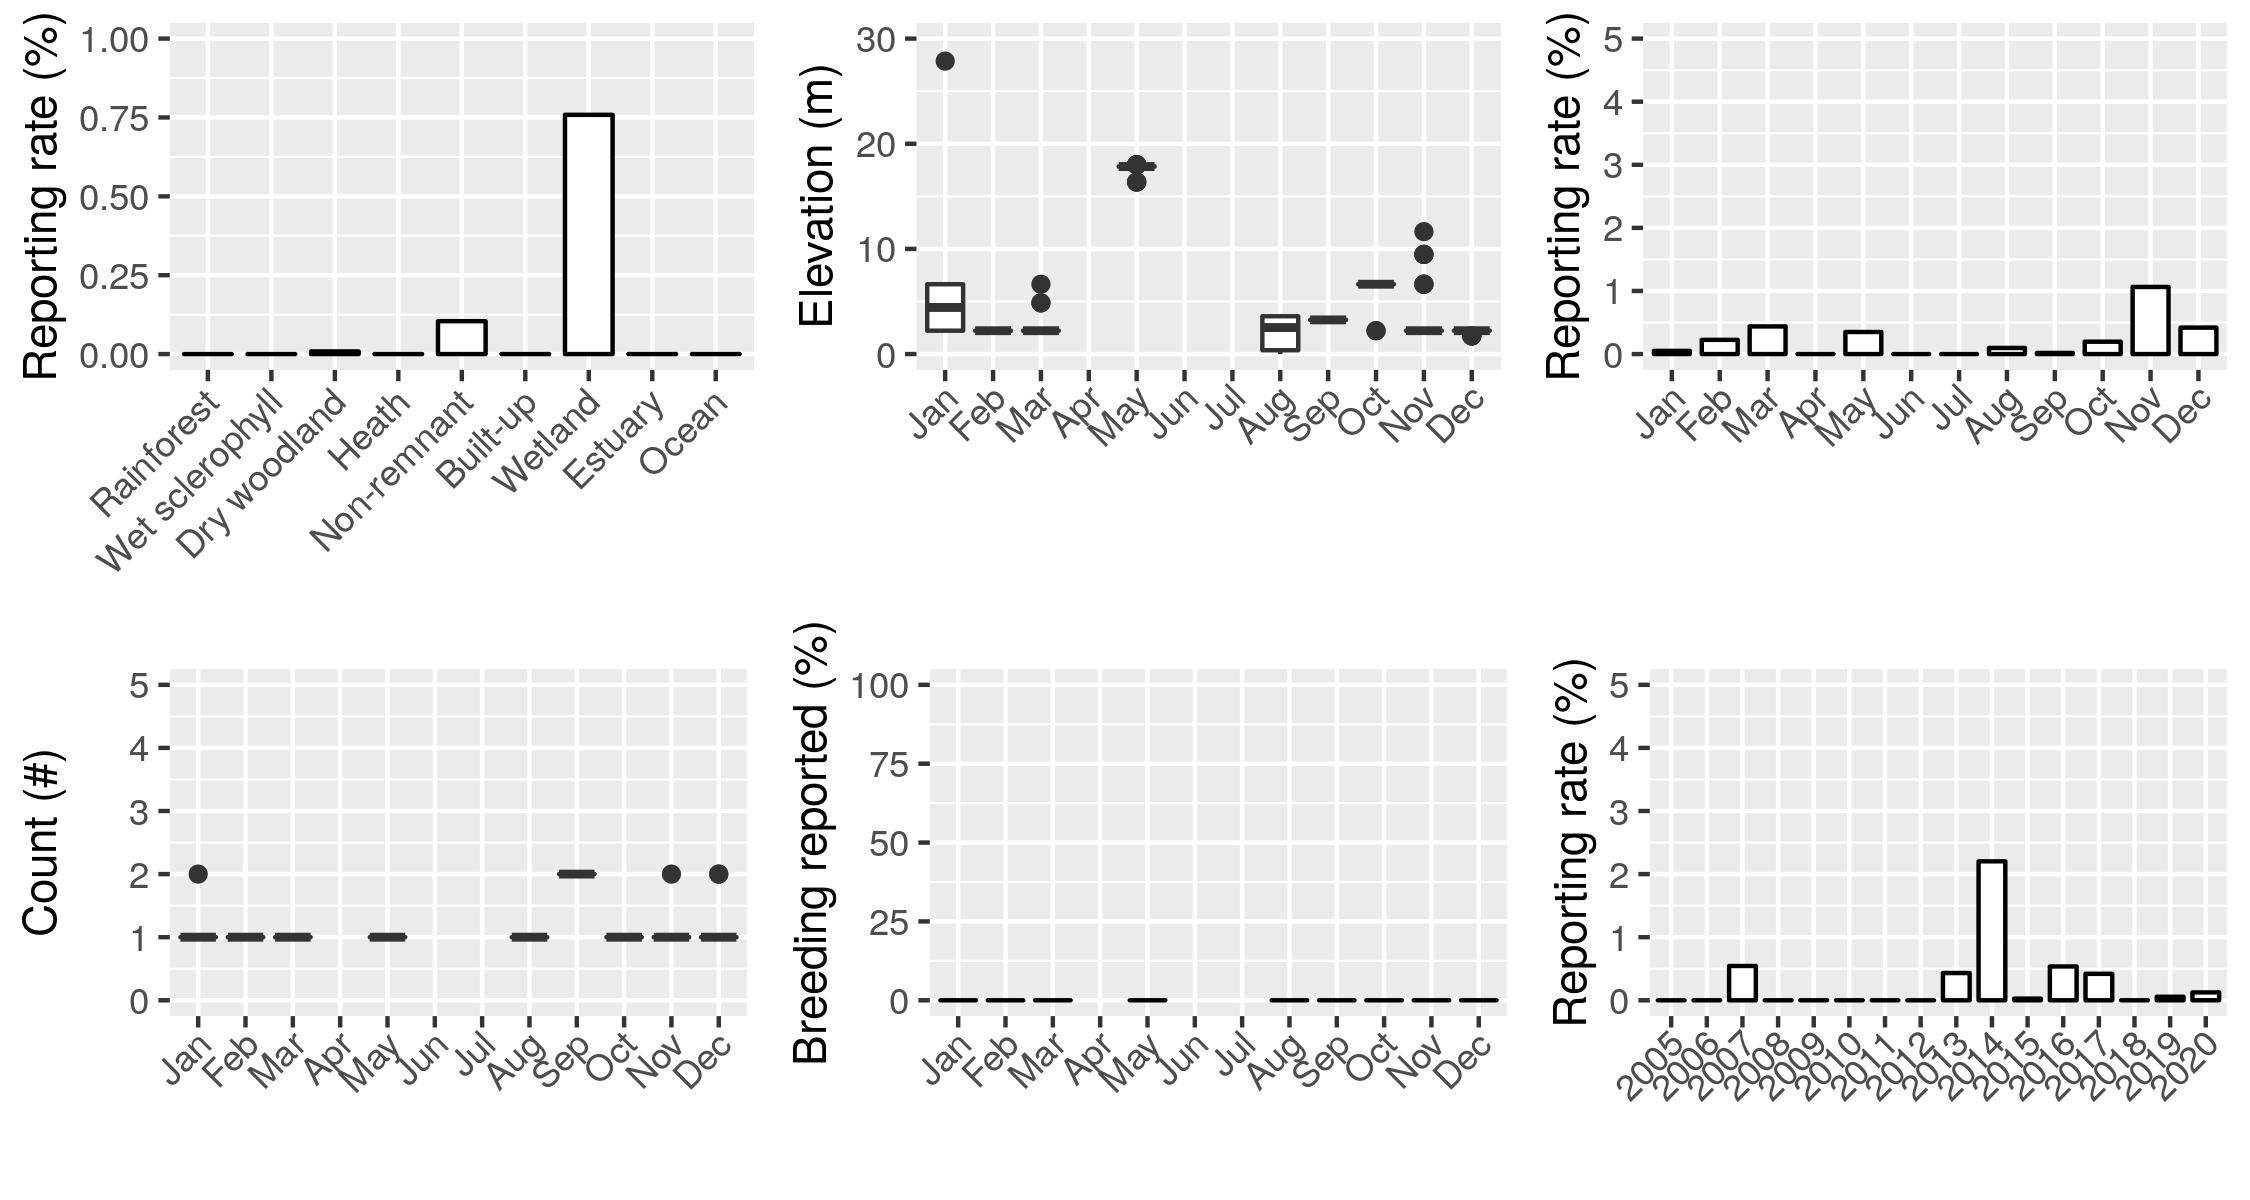 Reporting rate (%)
1.00
0.75
0.50
0.25
0.00
Rainforest
Wet sclerophyll
Dry woodland
Heath
Non-remnant
Built-up
Wetland
Estuary
Ocean
Elevation (m)
30
20
10
0
Jan
Feb
Mar
Apr
May
Jun
Jul
Aug
Sep
Oct
Nov
Dec
Reporting rate (%)
5
4
3
2
1
0
Jan
Feb
Mar
Apr
May
Jun
Jul
Aug
Sep
Oct
Nov
Dec
Count (#)
5
4
3
2
1
0
Jan
Feb
Mar
Apr
May
Jun
Jul
Aug
Sep
Oct
Nov
Dec
Breeding reported (%)
100
75
50
25
0
Jan
Feb
Mar
Apr
May
Jun
Jul
Aug
Sep
Oct
Nov
Dec
Reporting rate (%)
5
4
3
2
1
0
2005
2006
2007
2008
2009
2010
2011
2012
2013
2014
2015
2016
2017
2018
2019
2020